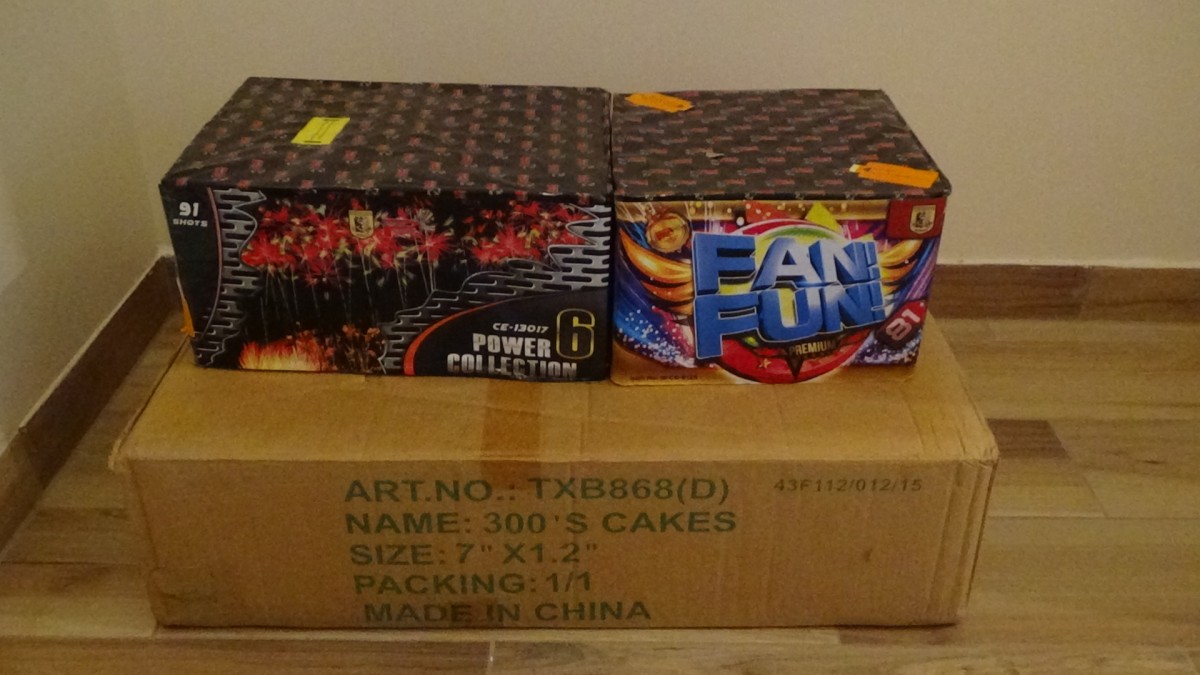 91
SHOTS
CE-13017
POWER 6
COLLECTION
FAN!
FUN!
PREMIUM
81
ART.NO.: TXB868(D)
43F112/012/15
NAME: 300'S CAKES
SIZE: 7" X1.2"
PACKING: 1/1
MADE IN CHINA